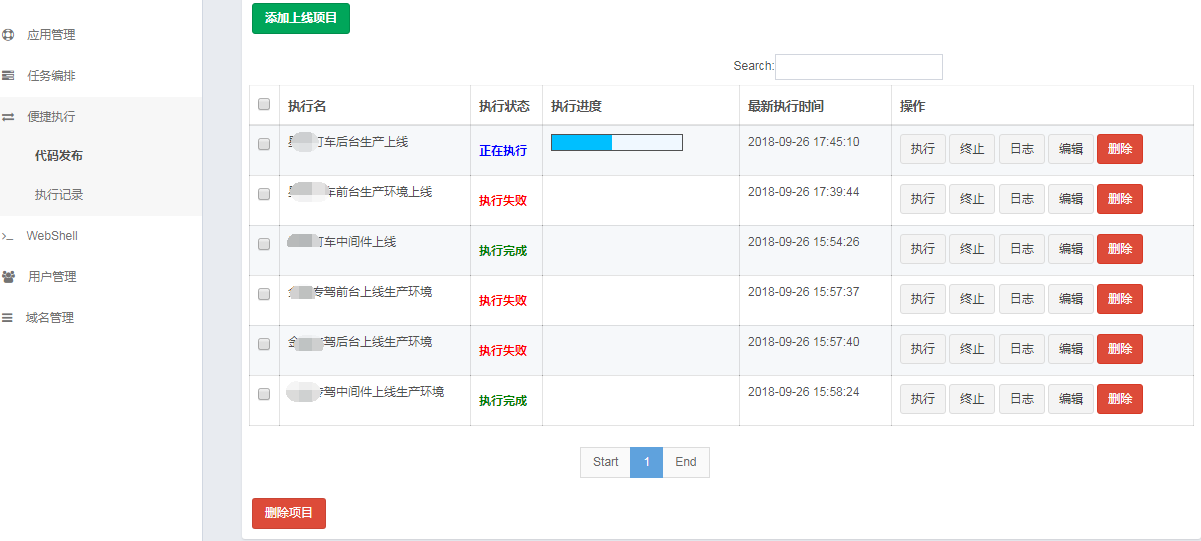 应用管理
任务编排
便捷执行
代码发布
执行记录
WebShell
用户管理
域名管理
添加上线项目
Search:
执行名 执行状态 执行进度 最新执行时间 操作
车后台生产上线 正在执行 2018-09-26 17:45:10 执行 终止 日志 编辑 删除
车前台生产环境上线 执行失败 2018-09-26 17:39:44 执行 终止 日志 编辑 删除
车中间件上线 执行完成 2018-09-26 15:54:26 执行 终止 日志 编辑 删除
专驾前台上线生产环境 执行失败 2018-09-26 15:57:37 执行 终止 日志 编辑 删除
驾后台上线生产环境 执行失败 2018-09-26 15:57:40 执行 终止 日志 编辑 删除
驾中间件上线生产环境 执行完成 2018-09-26 15:58:24 执行 终止 日志 编辑 删除
Start 1 End
删除项目